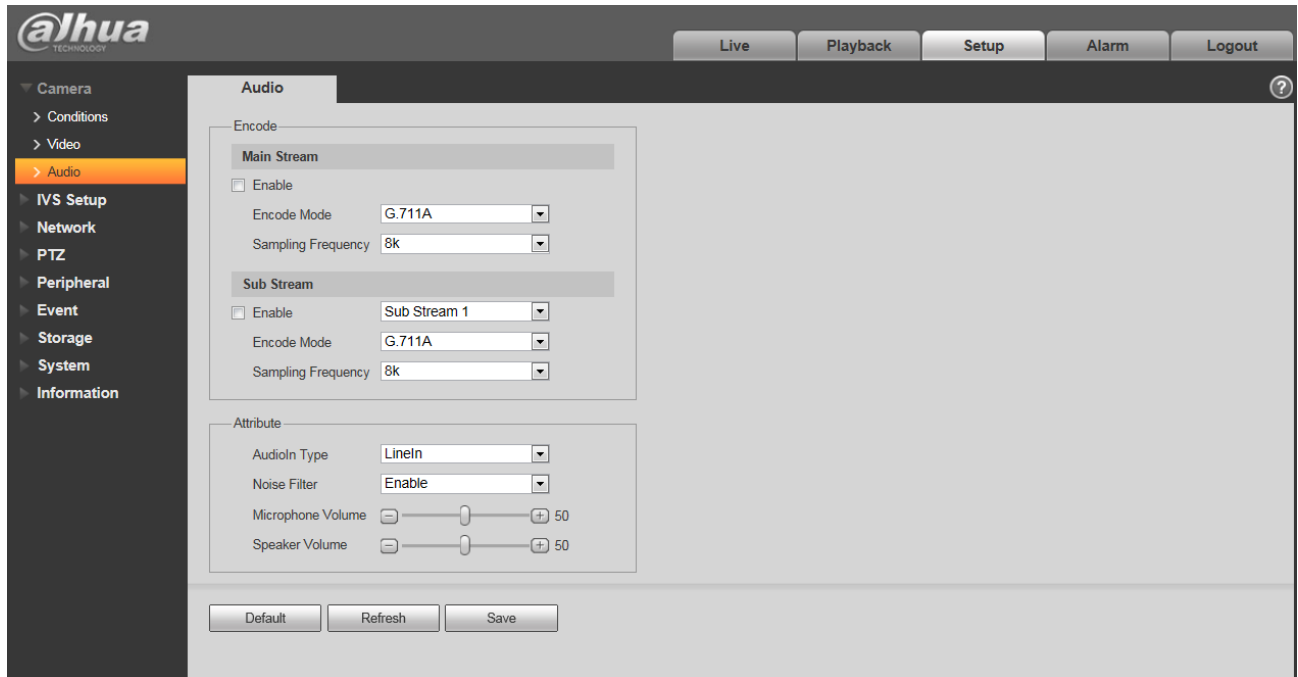 alhua
TECHNOLOGY
Live
Playback
Setup
Alarm
Logout
Camera
Conditions
Video
Audio
IVS Setup
Network
PTZ
Peripheral
Event
Storage
System
Information
Audio
?
Encode
Main Stream
Enable
Encode Mode G.711A
Sampling Frequency 8k
Sub Stream
Enable Sub Stream 1
Encode Mode G.711A
Sampling Frequency 8k
Attribute
AudioIn Type LineIn
Noise Filter Enable
Microphone Volume 50
Speaker Volume 50
Default Refresh Save